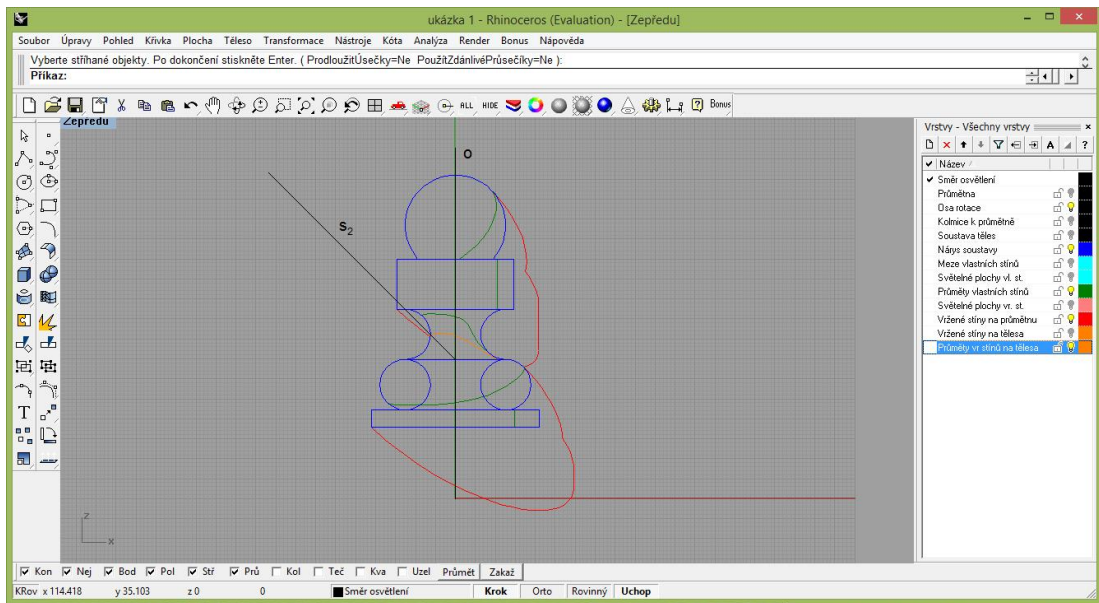 ukázka 1 - Rhinoceros (Evaluation) - [Zepředu]
Soubor Úpravy Pohled Křivka Plocha Těleso Transformace Nástroje Kóta Analýza Render Bonus Nápověda
Vyberte stříhané objekty. Po dokončení stiskněte Enter. ( ProdloužitÚsečky=Ne PoužítZdánlivéPrůsečíky=Ne ):
Příkaz:
ALL HIDE Bonus
Zepředu
o
s2
z
x
Vrstvy - Všechny vrstvy
Název
Směr osvětlení
Průmětna
Osa rotace
Kolmice k průmětně
Soustava těles
Nárys soustavy
Meze vlastních stínů
Světelné plochy vl. st.
Průměty vlastních stínů
Světelné plochy vr. st.
Vržené stíny na průmětnu
Vržené stíny na tělesa
Průměty vr stínů na tělesa
Kon Nej Bod Pol Stř Prů Kol Teč Kva Uzel Průmět Zakaž
KRov x 114.418 y 35.103 z 0 0 Směr osvětlení Krok Orto Rovinný Uchop